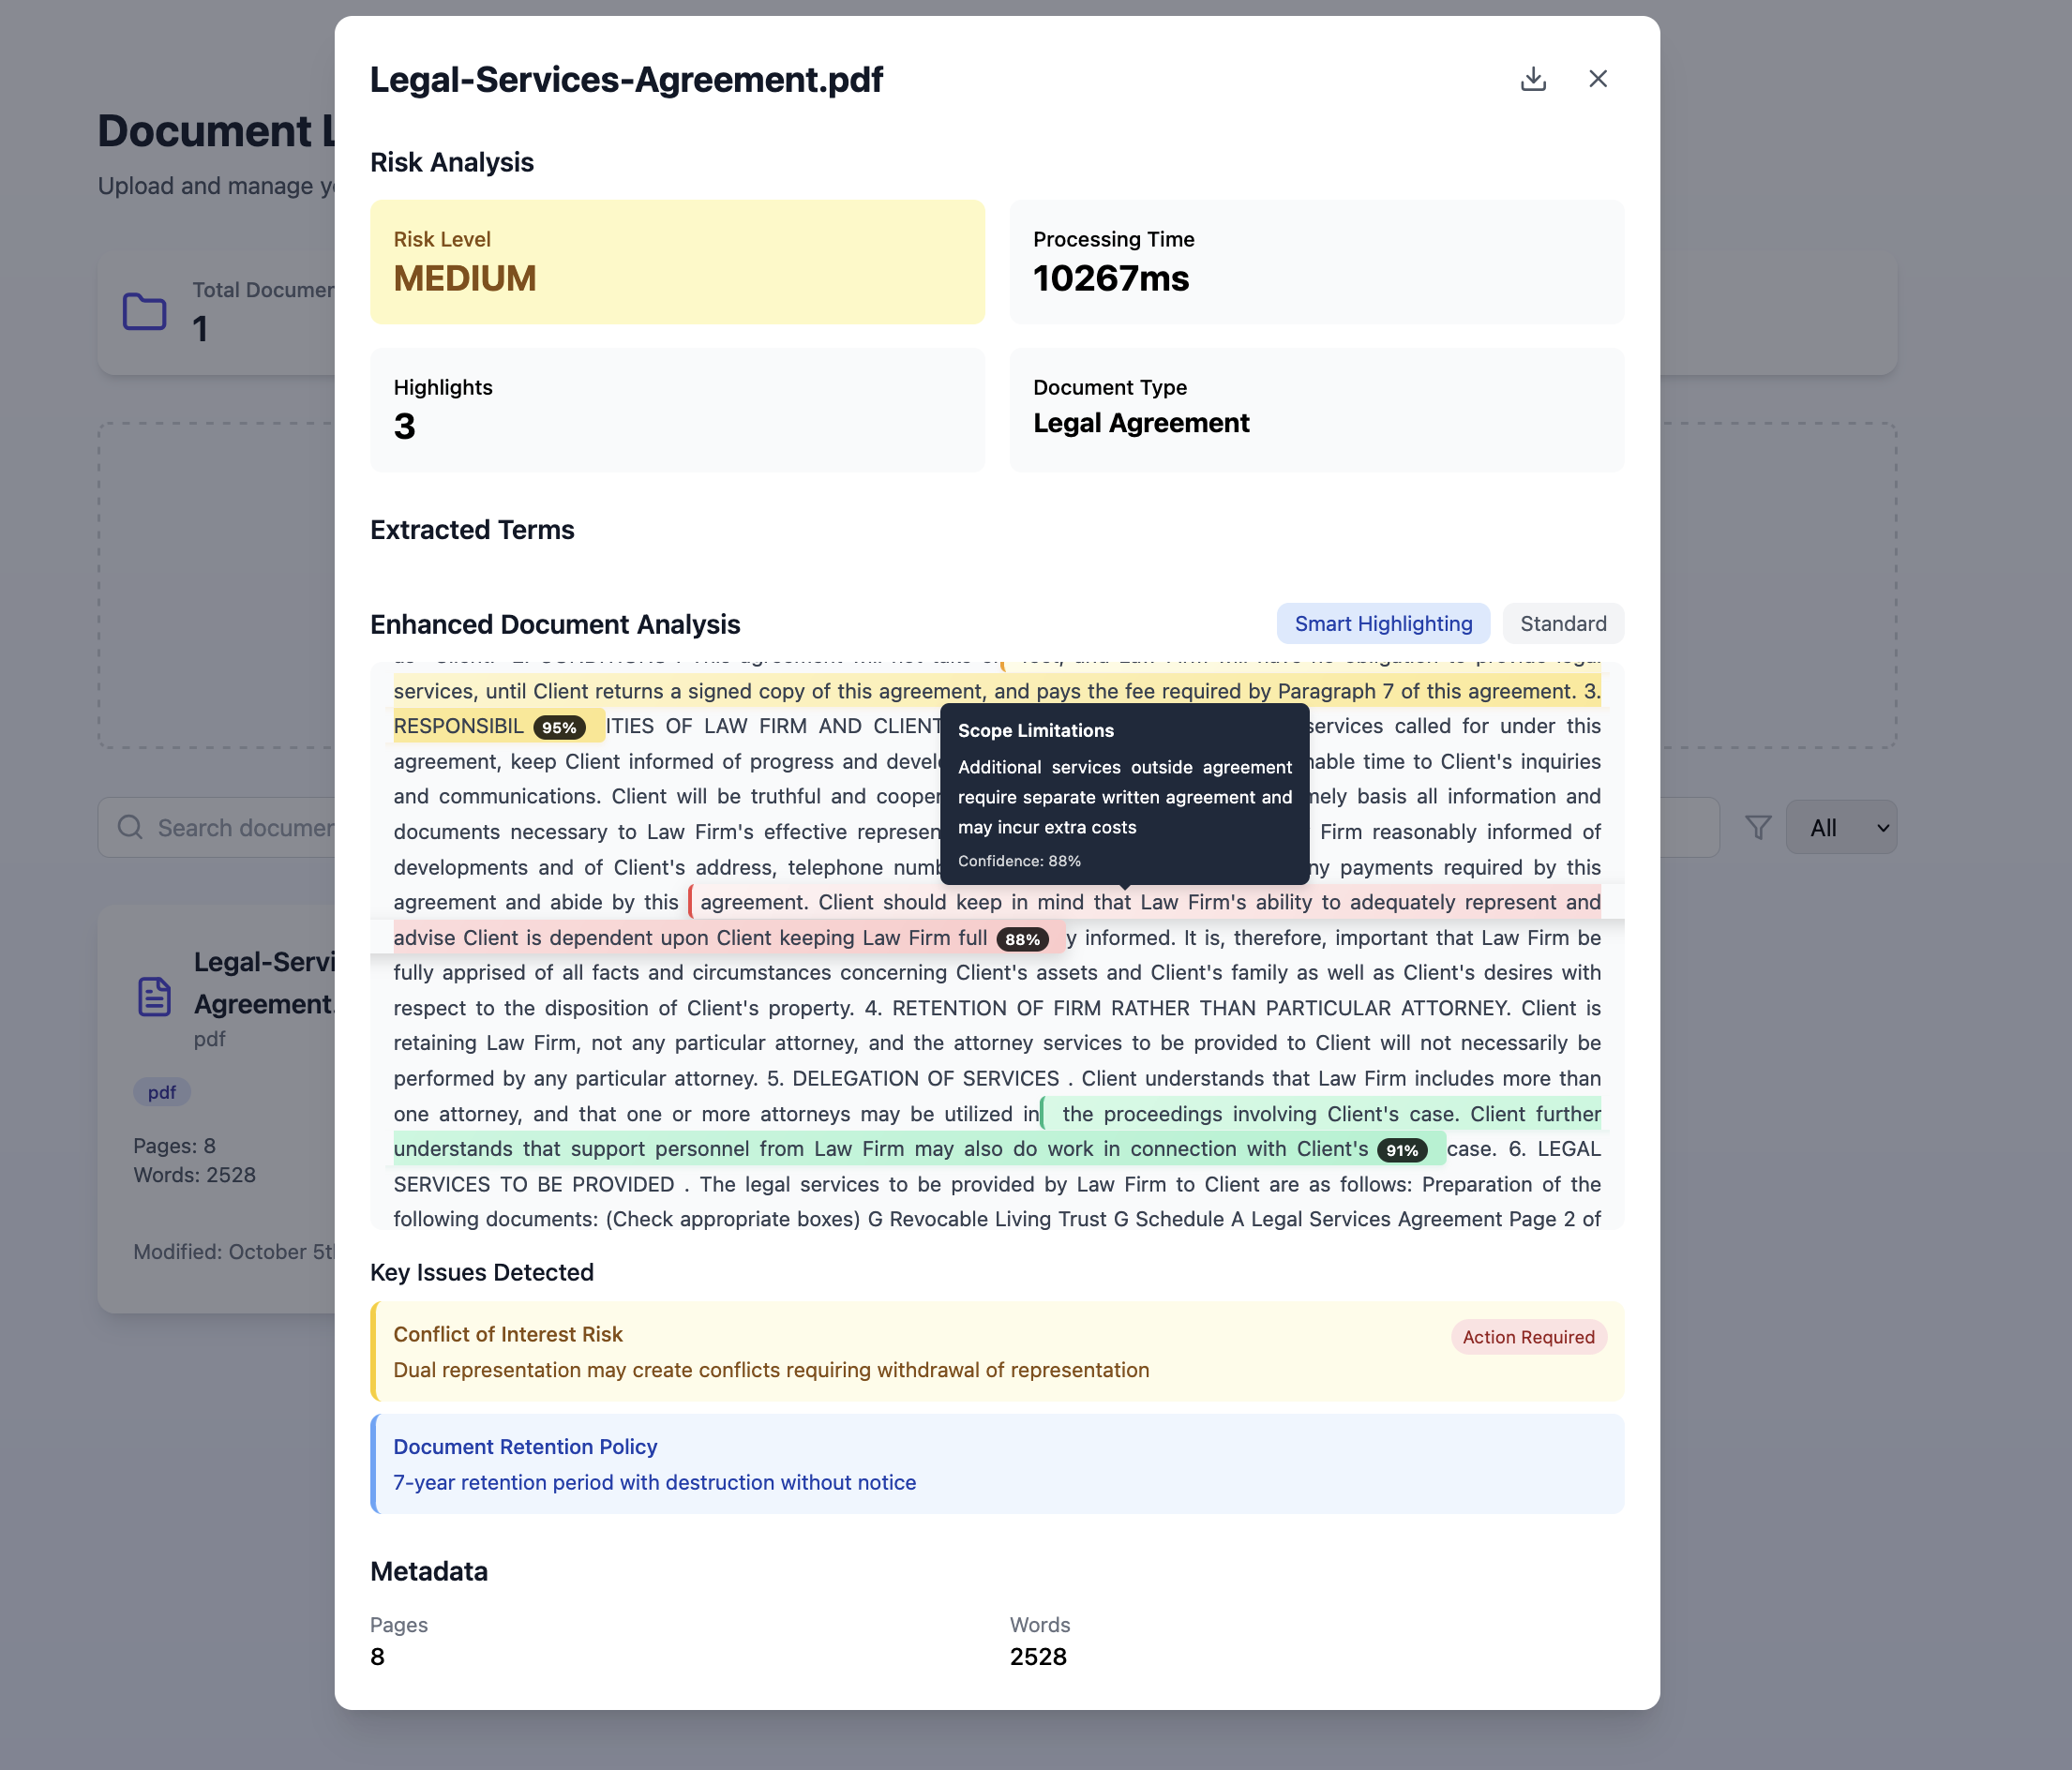 Legal-Services-Agreement.pdf
Document L
Upload and manage y
Total Documen
1
Search documen
All
Legal-Servi
Agreement.
pdf
pdf
Pages: 8
Words: 2528
Modified: October 5t
Risk Analysis
Risk Level
MEDIUM
Processing Time
10267ms
Highlights
3
Document Type
Legal Agreement
Extracted Terms
Enhanced Document Analysis
Smart Highlighting
Standard
services, until Client returns a signed copy of this agreement, and pays the fee required by Paragraph 7 of this agreement. 3.
RESPONSIBIL 95% ITIES OF LAW FIRM AND CLIENT services called for under this
agreement, keep Client informed of progress and devel nable time to Client's inquiries
and communications. Client will be truthful and cooper mely basis all information and
documents necessary to Law Firm's effective represen Firm reasonably informed of
developments and of Client's address, telephone numb ny payments required by this
Scope Limitations
Additional services outside agreement
require separate written agreement and
may incur extra costs
Confidence: 88%
agreement and abide by this agreement. Client should keep in mind that Law Firm's ability to adequately represent and
advise Client is dependent upon Client keeping Law Firm full 88% y informed. It is, therefore, important that Law Firm be
fully apprised of all facts and circumstances concerning Client's assets and Client's family as well as Client's desires with
respect to the disposition of Client's property. 4. RETENTION OF FIRM RATHER THAN PARTICULAR ATTORNEY. Client is
retaining Law Firm, not any particular attorney, and the attorney services to be provided to Client will not necessarily be
performed by any particular attorney. 5. DELEGATION OF SERVICES . Client understands that Law Firm includes more than
one attorney, and that one or more attorneys may be utilized in the proceedings involving Client's case. Client further
understands that support personnel from Law Firm may also do work in connection with Client's 91% case. 6. LEGAL
SERVICES TO BE PROVIDED . The legal services to be provided by Law Firm to Client are as follows: Preparation of the
following documents: (Check appropriate boxes) G Revocable Living Trust G Schedule A Legal Services Agreement Page 2 of
Key Issues Detected
Conflict of Interest Risk
Action Required
Dual representation may create conflicts requiring withdrawal of representation
Document Retention Policy
7-year retention period with destruction without notice
Metadata
Pages
8
Words
2528